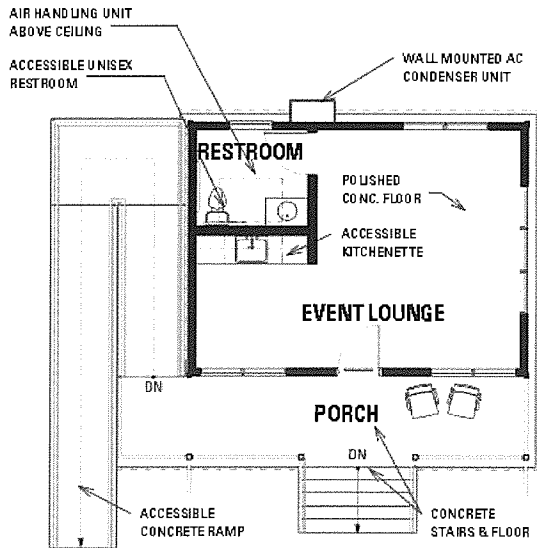 AIR HANDLING UNIT
ABOVE CEILING
ACCESSIBLE UNISEX
RESTROOM
WALL MOUNTED AC
CONDENSER UNIT
RESTROOM
POLISHED
CONC. FLOOR
ACCESSIBLE
KITCHENETTE
EVENT LOUNGE
DN
PORCH
DN
ACCESSIBLE
CONCRETE RAMP
CONCRETE
STAIRS & FLOOR